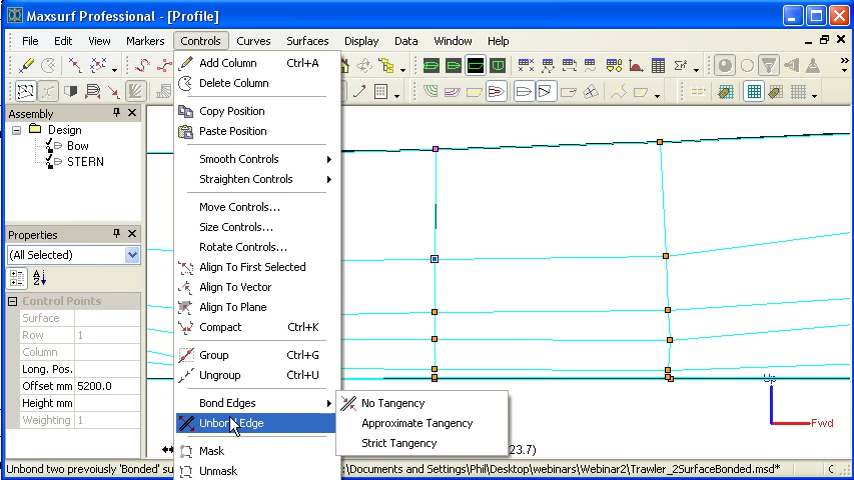 Maxsurf Professional - [Profile]
File Edit View Markers Controls Curves Surfaces Display Data Window Help
Add Column Ctrl+A
Delete Column
Copy Position
Paste Position
Smooth Controls
Straighten Controls
Move Controls...
Size Controls...
Rotate Controls...
Align To First Selected
Align To Vector
Align To Plane
Compact Ctrl+K
Group Ctrl+G
Ungroup Ctrl+U
Bond Edges
Unbond Edge
Mask
Unmask
No Tangency
Approximate Tangency
Strict Tangency
Assembly
Design
Bow
STERN
Properties
(All Selected)
Control Points
Surface
Row 1
Column
Long. Pos.
Offset mm 5200.0
Height mm
Weighting 1
Up
Fwd
23.7)
Unbond two prevoiusly 'Bonded' su
:\Documents and Settings\Phil\Desktop\webinars\Webinar2\Trawler_2SurfaceBonded.msd*